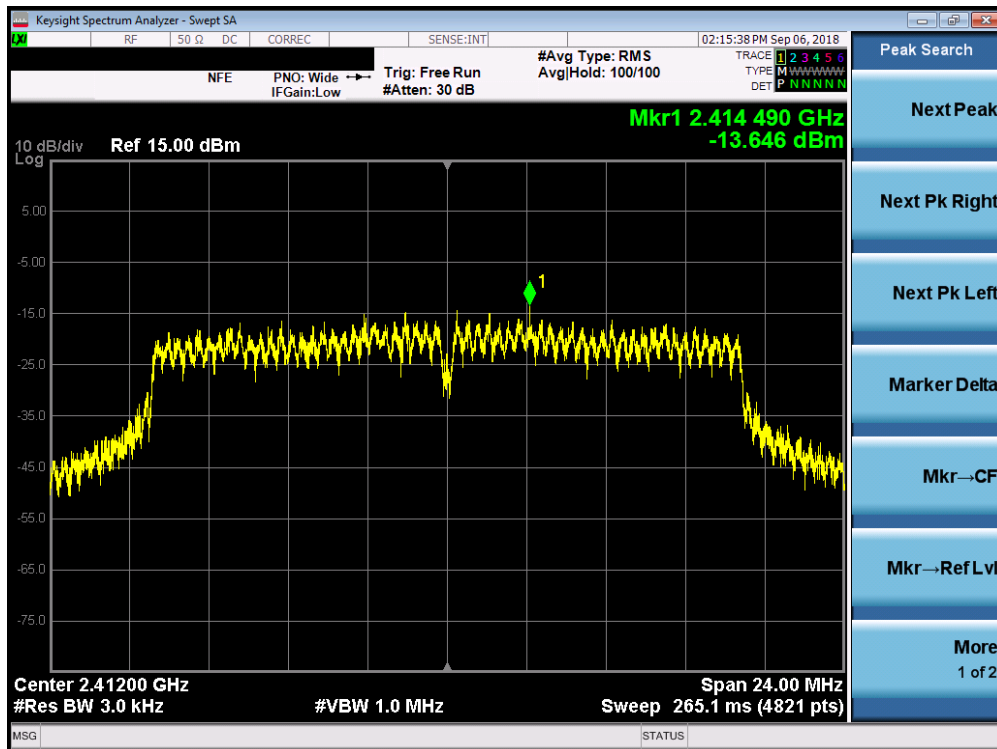 Keysight Spectrum Analyzer - Swept SA
LXI RF 50 Ω DC CORREC SENSE:INT 02:15:38 PM Sep 06, 2018
NFE
PNO: Wide
IFGain:Low
Trig: Free Run
#Atten: 30 dB
#Avg Type: RMS
Avg|Hold: 100/100
TRACE 1 2 3 4 5 6
TYPE M WWWWW
DET P N N N N N
Mkr1 2.414 490 GHz
-13.646 dBm
10 dB/div Ref 15.00 dBm
Log
5.00
-5.00
1
-15.0
-25.0
-35.0
-45.0
-55.0
-65.0
-75.0
Center 2.41200 GHz Span 24.00 MHz
#Res BW 3.0 kHz #VBW 1.0 MHz Sweep 265.1 ms (4821 pts)
MSG STATUS
Peak Search
Next Peak
Next Pk Right
Next Pk Left
Marker Delta
Mkr→CF
Mkr→Ref Lvl
More
1 of 2